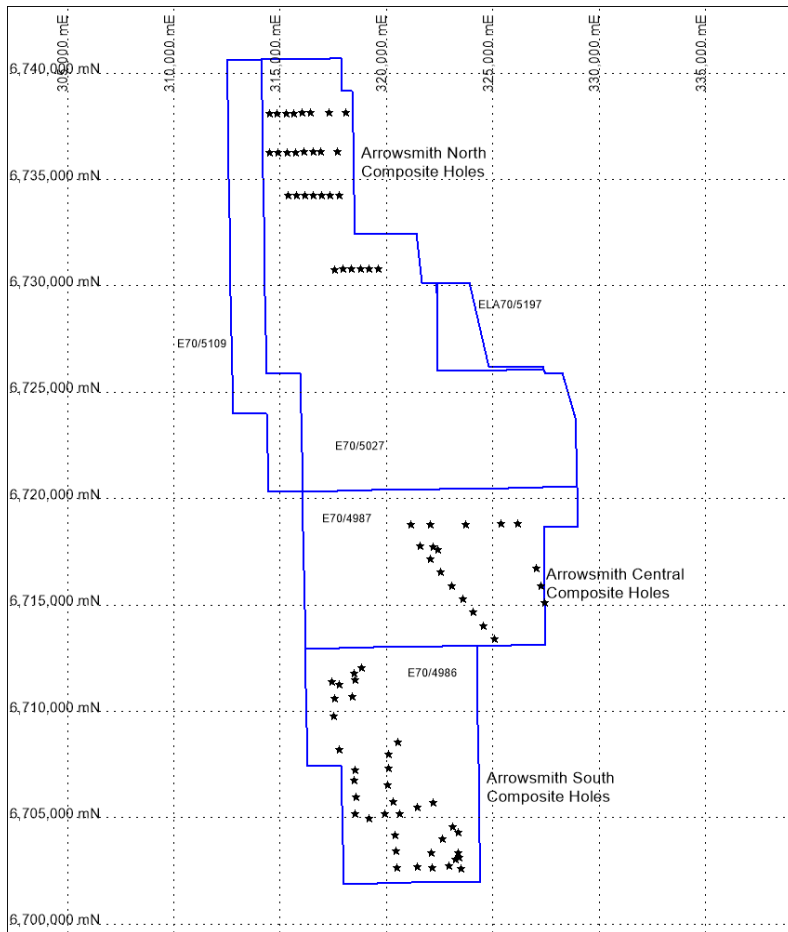 305,000 mE
310,000 mE
315,000 mE
320,000 mE
325,000 mE
330,000 mE
335,000 mE
6,740,000 mN
Arrowsmith North
Composite Holes
6,735,000 mN
6,730,000 mN
ELA70/5197
E70/5109
6,725,000 mN
E70/5027
6,720,000 mN
E70/4987
Arrowsmith Central
Composite Holes
6,715,000 mN
E70/4986
6,710,000 mN
Arrowsmith South
Composite Holes
6,705,000 mN
6,700,000 mN